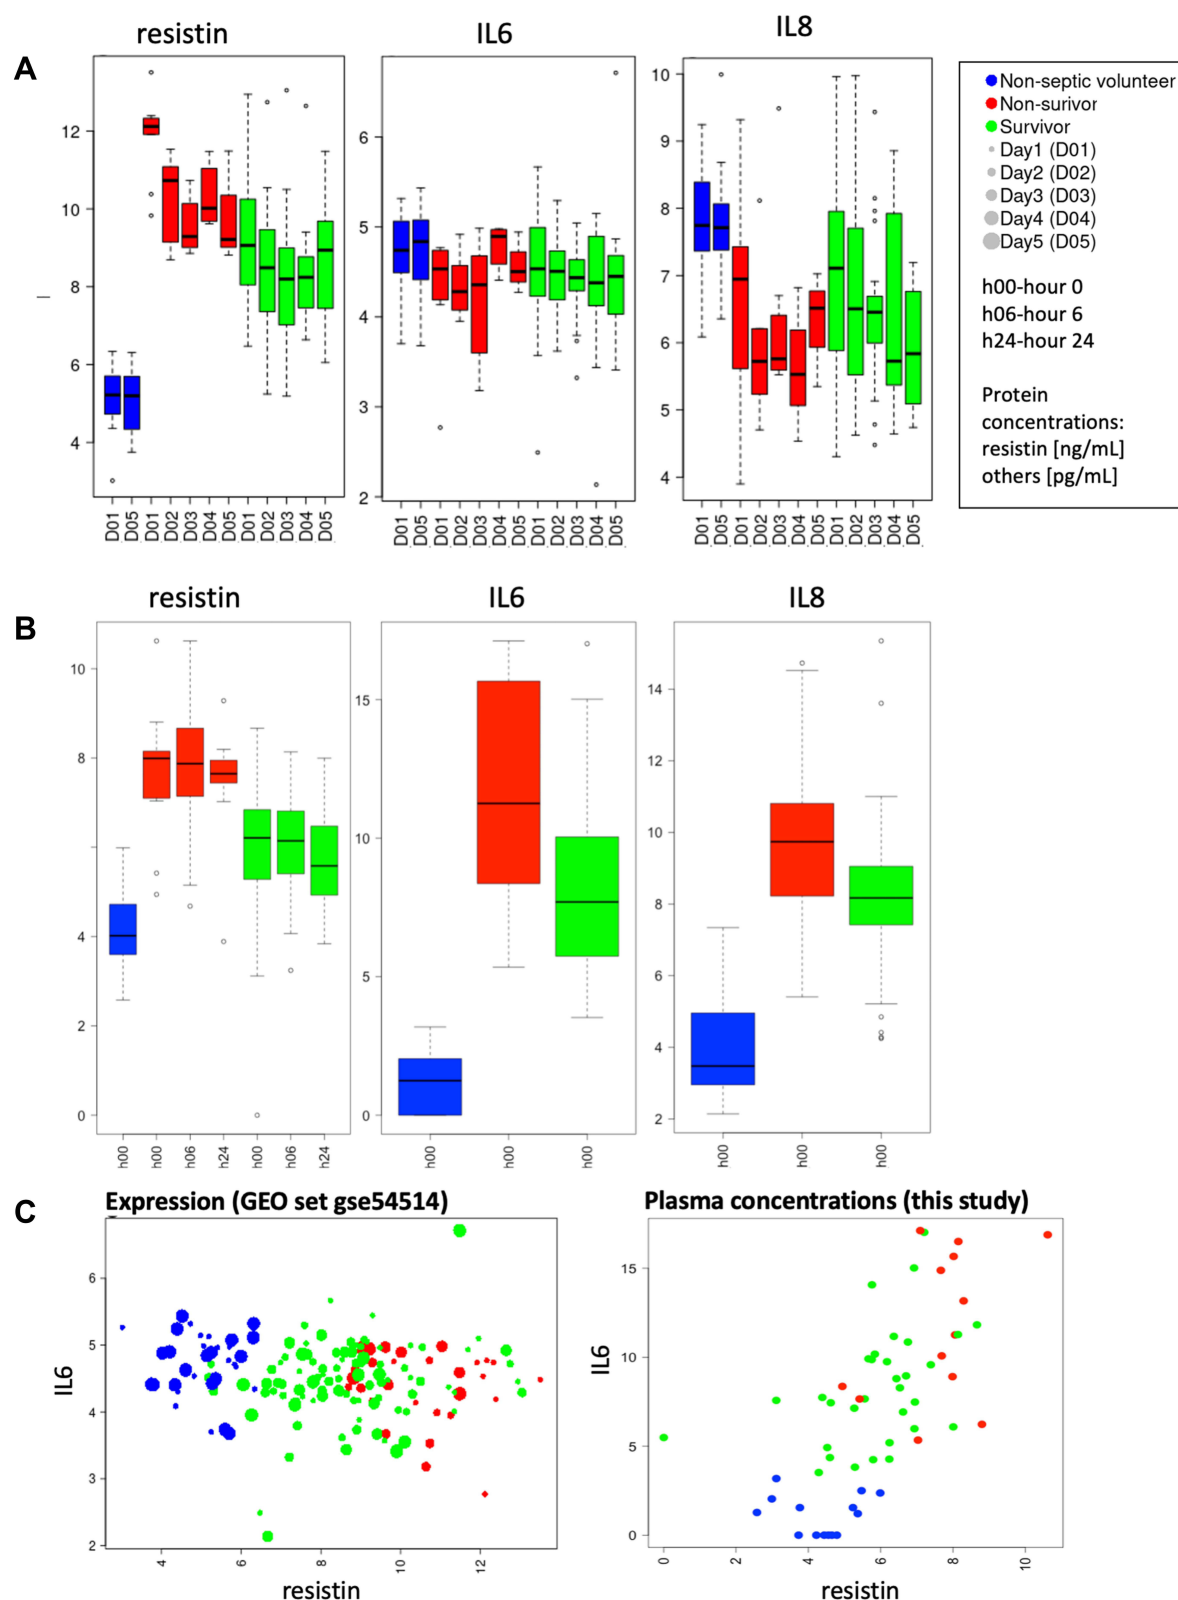 resistin IL6 IL8
A
12
10
8
6
4
6
5
4
3
2
10
9
8
7
6
5
4
D01 D05 D01 D02 D03 D04 D05 D01 D02 D03 D04 D05
D01 D05 D01 D02 D03 D04 D05 D01 D02 D03 D04 D05
D01 D05 D01 D02 D03 D04 D05 D01 D02 D03 D04 D05
Non-septic volunteer
Non-surivor
Survivor
Day1 (D01)
Day2 (D02)
Day3 (D03)
Day4 (D04)
Day5 (D05)
h00-hour 0
h06-hour 6
h24-hour 24
Protein
concentrations:
resistin [ng/mL]
others [pg/mL]
resistin IL6 IL8
B
10
8
4
2
0
15
10
5
0
14
12
10
8
6
4
2
h00 h00 h06 h24 h00 h06 h24
h00 h00 h00
h00 h00 h00
C
Expression (GEO set gse54514)
IL6
6
5
4
3
2
4 6 8 10 12
resistin
Plasma concentrations (this study)
IL6
15
10
5
0
0 2 4 6 8 10
resistin